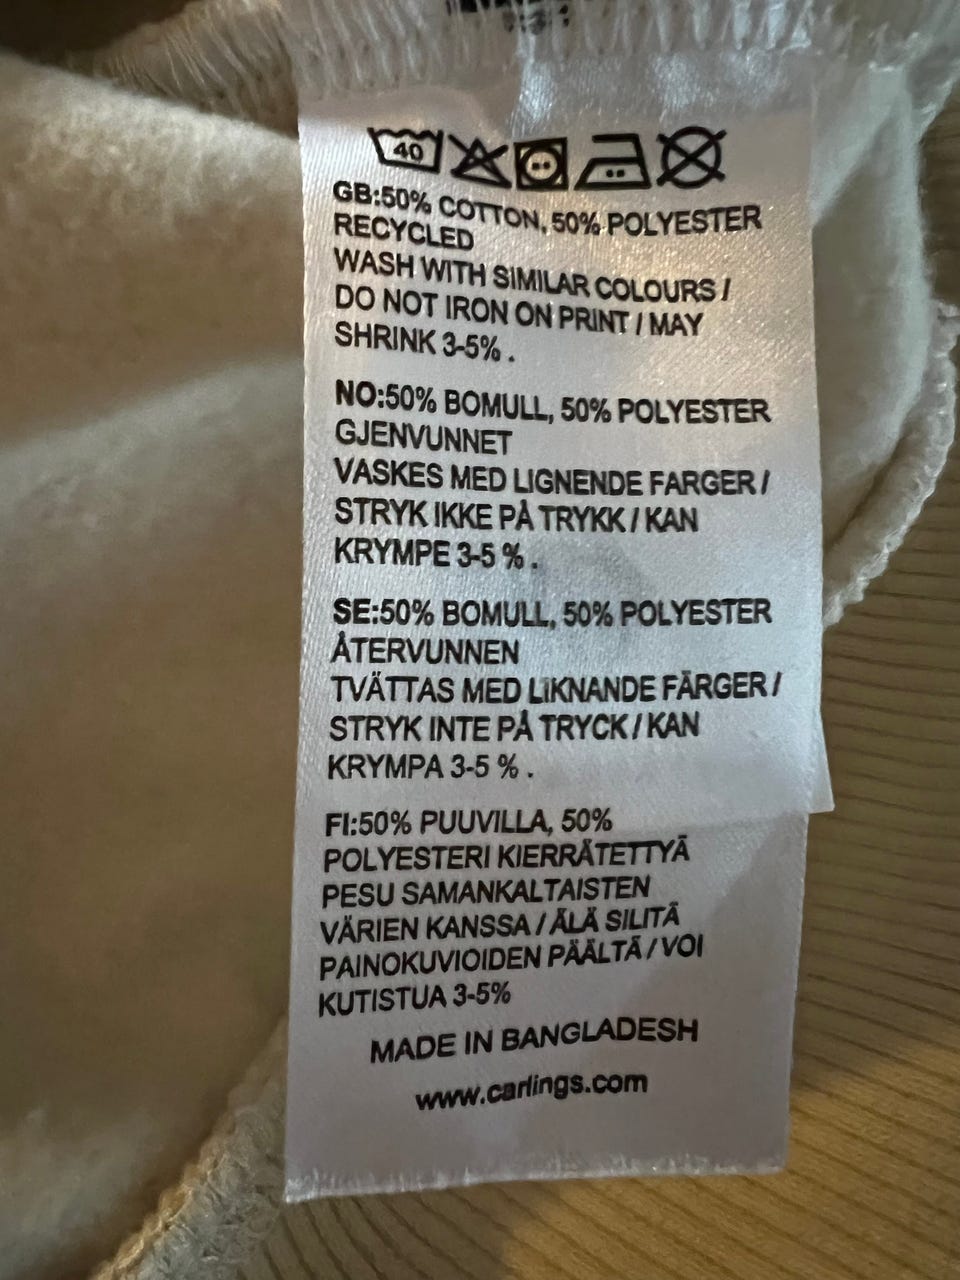 40
GB:50% COTTON, 50% POLYESTER
RECYCLED
WASH WITH SIMILAR COLOURS /
DO NOT IRON ON PRINT / MAY
SHRINK 3-5% .
NO:50% BOMULL, 50% POLYESTER
GJENVUNNET
VASKES MED LIGNENDE FARGER /
STRYK IKKE PÅ TRYKK / KAN
KRYMPE 3-5 % .
SE:50% BOMULL, 50% POLYESTER
ÅTERVUNNEN
TVÄTTAS MED LIKNANDE FÄRGER /
STRYK INTE PÅ TRYCK / KAN
KRYMPA 3-5 % .
FI:50% PUUVILLA, 50%
POLYESTERI KIERRÄTETTYÄ
PESU SAMANKALTAISTEN
VÄRIEN KANSSA / ÄLÄ SILITÄ
PAINOKUVIOIDEN PÄÄLTÄ / VOI
KUTISTUA 3-5%
MADE IN BANGLADESH
www.carlings.com